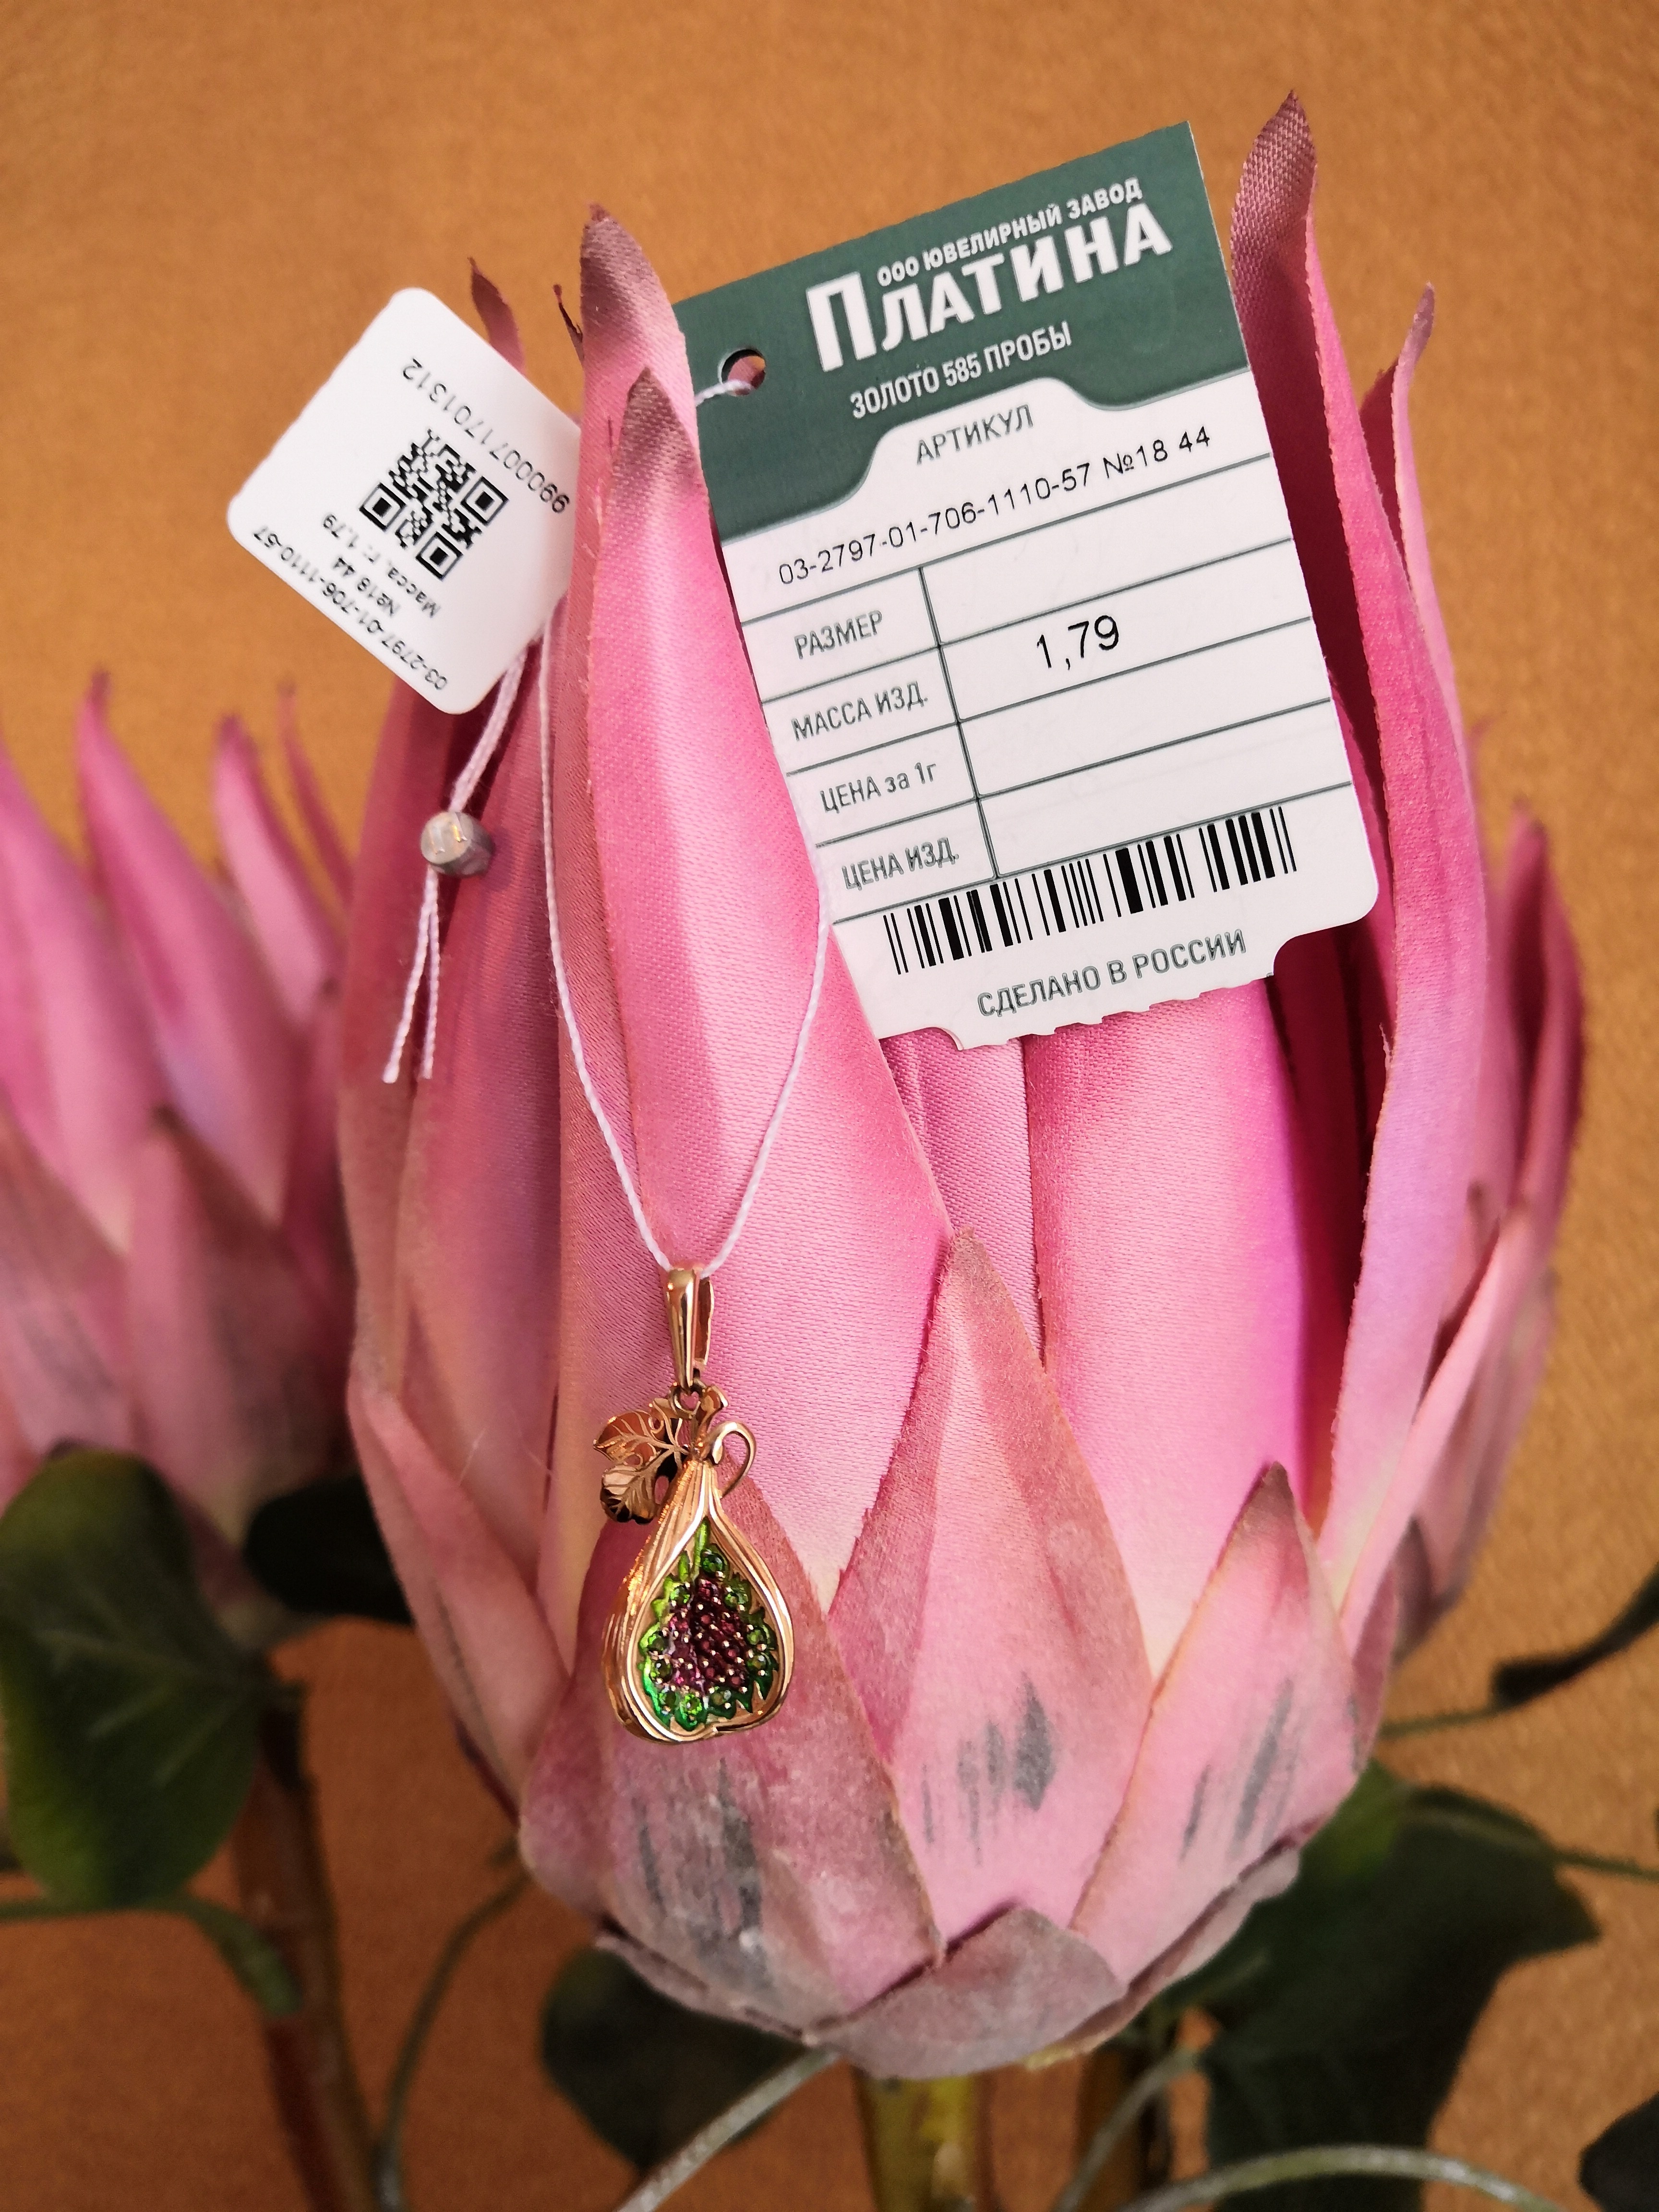 ООО ЮВЕЛИРНЫЙ ЗАВОД
ПЛАТИНА
ЗОЛОТО 585 ПРОБЫ
АРТИКУЛ
03-2797-01-706-1110-57 №18 44
РАЗМЕР
МАССА ИЗД. 1,79
ЦЕНА за 1г
ЦЕНА ИЗД.
СДЕЛАНО В РОССИИ
03-2797-01-706-1110-57
№18 44
Масса, г: 1,79
9900071701312